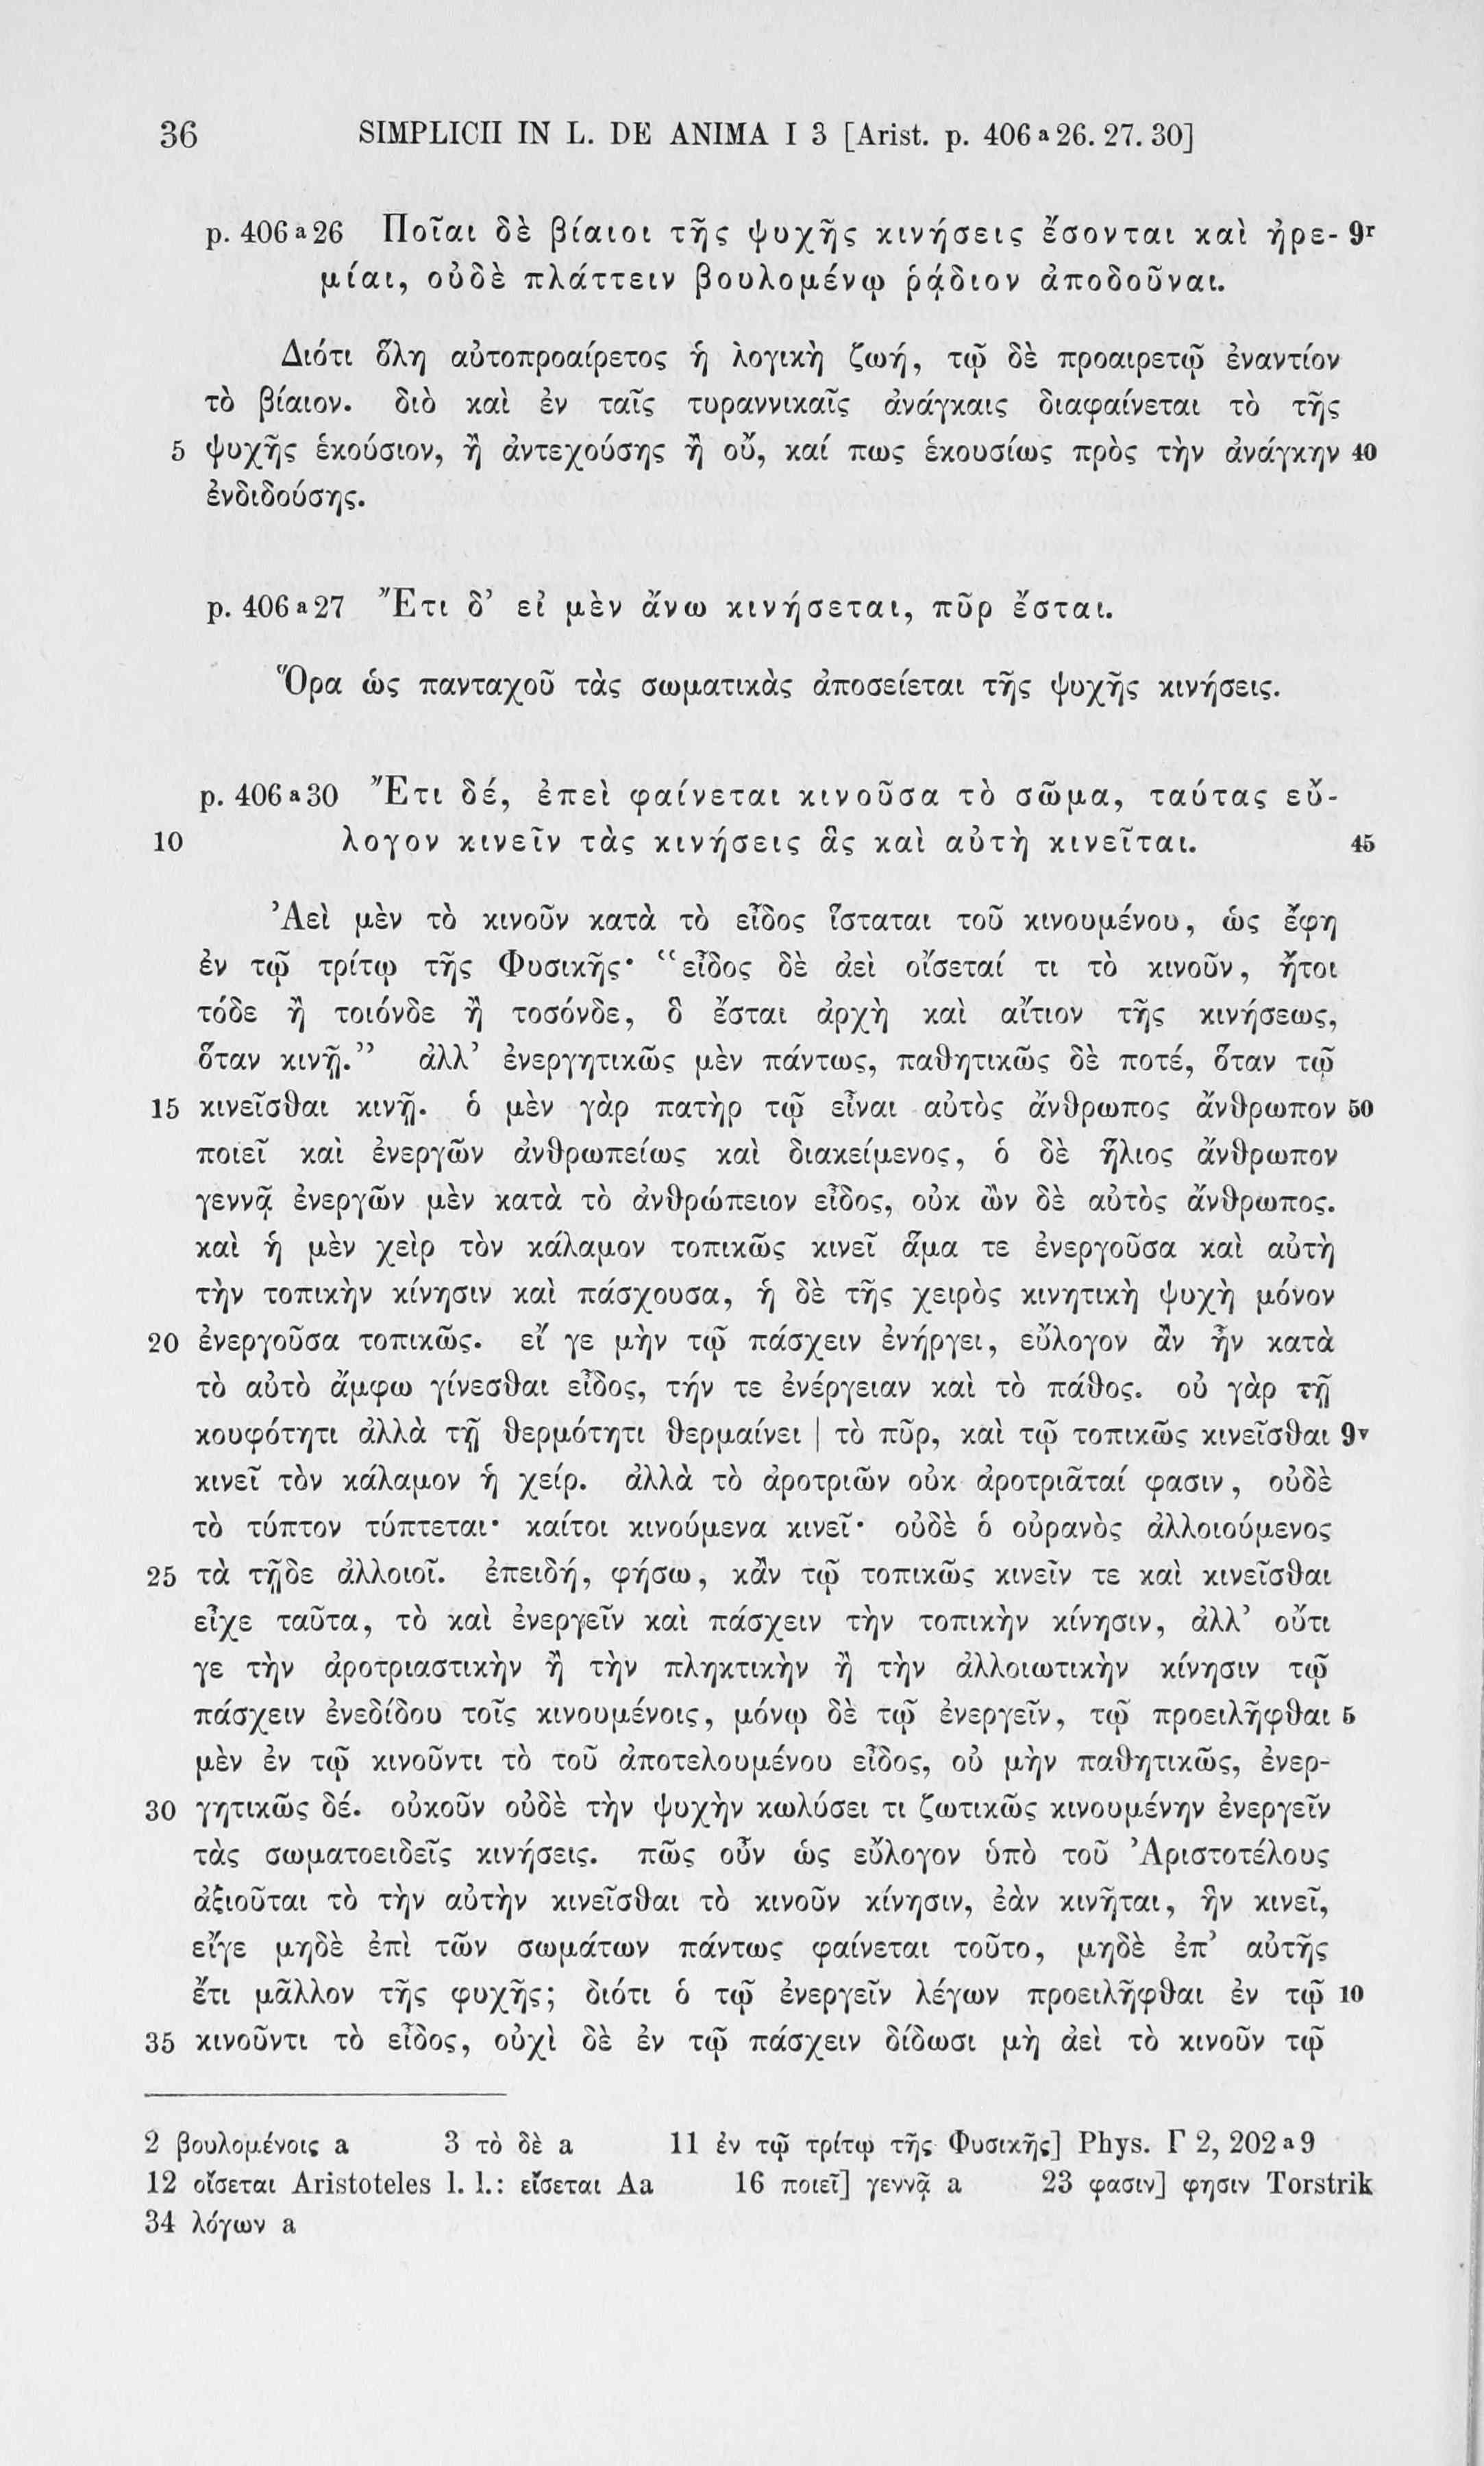 36 SIMPLICII IN L. DE ANIMA I 3 [Arist. p. 406 a 26. 27. 30]
p. 406 a 26 Ποῖαι δὲ βίαιοι τῆς ψυχῆς κινήσεις ἔσονται καὶ ἠρε- 9r
μίαι, οὐδὲ πλάττειν βουλομένῳ ῥᾴδιον ἀποδοῦναι.
Διότι ὅλη αὐτοπροαίρετος ἡ λογικὴ ζωή, τῷ δὲ προαιρετῷ ἐναντίον
τὸ βίαιον. διὸ καὶ ἐν ταῖς τυραννικαῖς ἀνάγκαις διαφαίνεται τὸ τῆς
5 ψυχῆς ἑκούσιον, ἢ ἀντεχούσης ἢ οὔ, καί πως ἑκουσίως πρὸς τὴν ἀνάγκην 40
ἐνδιδούσης.
p. 406 a 27 Ἔτι δ' εἰ μὲν ἄνω κινήσεται, πῦρ ἔσται.
Ὅρα ὡς πανταχοῦ τὰς σωματικὰς ἀποσείεται τῆς ψυχῆς κινήσεις.
p. 406 a 30 Ἔτι δέ, ἐπεὶ φαίνεται κινοῦσα τὸ σῶμα, ταύτας εὔ-
10 λογον κινεῖν τὰς κινήσεις ἃς καὶ αὐτὴ κινεῖται. 45
Ἀεὶ μὲν τὸ κινοῦν κατὰ τὸ εἶδος ἵσταται τοῦ κινουμένου, ὡς ἔφη
ἐν τῷ τρίτῳ τῆς Φυσικῆς· “εἶδος δὲ ἀεὶ οἴσεταί τι τὸ κινοῦν, ἤτοι
τόδε ἢ τοιόνδε ἢ τοσόνδε, ὃ ἔσται ἀρχὴ καὶ αἴτιον τῆς κινήσεως,
ὅταν κινῇ.” ἀλλ' ἐνεργητικῶς μὲν πάντως, παθητικῶς δὲ ποτέ, ὅταν τῷ
15 κινεῖσθαι κινῇ. ὁ μὲν γὰρ πατὴρ τῷ εἶναι αὐτὸς ἄνθρωπος ἄνθρωπον 50
ποιεῖ καὶ ἐνεργῶν ἀνθρωπείως καὶ διακείμενος, ὁ δὲ ἥλιος ἄνθρωπον
γεννᾷ ἐνεργῶν μὲν κατὰ τὸ ἀνθρώπειον εἶδος, οὐκ ὢν δὲ αὐτὸς ἄνθρωπος.
καὶ ἡ μὲν χεὶρ τὸν κάλαμον τοπικῶς κινεῖ ἅμα τε ἐνεργοῦσα καὶ αὐτὴ
τὴν τοπικὴν κίνησιν καὶ πάσχουσα, ἡ δὲ τῆς χειρὸς κινητικὴ ψυχὴ μόνον
20 ἐνεργοῦσα τοπικῶς. εἴ γε μὴν τῷ πάσχειν ἐνήργει, εὔλογον ἂν ἦν κατὰ
τὸ αὐτὸ ἄμφω γίνεσθαι εἶδος, τήν τε ἐνέργειαν καὶ τὸ πάθος. οὐ γὰρ τῇ
κουφότητι ἀλλὰ τῇ θερμότητι θερμαίνει | τὸ πῦρ, καὶ τῷ τοπικῶς κινεῖσθαι 9v
κινεῖ τὸν κάλαμον ἡ χείρ. ἀλλὰ τὸ ἀροτριῶν οὐκ ἀροτριᾶταί φασιν, οὐδὲ
τὸ τύπτον τύπτεται· καίτοι κινούμενα κινεῖ· οὐδὲ ὁ οὐρανὸς ἀλλοιούμενος
25 τὰ τῇδε ἀλλοιοῖ. ἐπειδή, φήσω, κἂν τῷ τοπικῶς κινεῖν τε καὶ κινεῖσθαι
εἶχε ταῦτα, τὸ καὶ ἐνεργεῖν καὶ πάσχειν τὴν τοπικὴν κίνησιν, ἀλλ' οὔτι
γε τὴν ἀροτριαστικὴν ἢ τὴν πληκτικὴν ἢ τὴν ἀλλοιωτικὴν κίνησιν τῷ
πάσχειν ἐνεδίδου τοῖς κινουμένοις, μόνῳ δὲ τῷ ἐνεργεῖν, τῷ προειλῆφθαι 5
μὲν ἐν τῷ κινοῦντι τὸ τοῦ ἀποτελουμένου εἶδος, οὐ μὴν παθητικῶς, ἐνερ-
30 γητικῶς δέ. οὐκοῦν οὐδὲ τὴν ψυχὴν κωλύσει τι ζωτικῶς κινουμένην ἐνεργεῖν
τὰς σωματοειδεῖς κινήσεις. πῶς οὖν ὡς εὔλογον ὑπὸ τοῦ Ἀριστοτέλους
ἀξιοῦται τὸ τὴν αὐτὴν κινεῖσθαι τὸ κινοῦν κίνησιν, ἐὰν κινῆται, ἣν κινεῖ,
εἴγε μηδὲ ἐπὶ τῶν σωμάτων πάντως φαίνεται τοῦτο, μηδὲ ἐπ' αὐτῆς
ἔτι μᾶλλον τῆς φυχῆς; διότι ὁ τῷ ἐνεργεῖν λέγων προειλῆφθαι ἐν τῷ 10
35 κινοῦντι τὸ εἶδος, οὐχὶ δὲ ἐν τῷ πάσχειν δίδωσι μὴ ἀεὶ τὸ κινοῦν τῷ
2 βουλομένοις a 3 τὸ δὲ a 11 ἐν τῷ τρίτῳ τῆς Φυσικῆς] Phys. Γ 2, 202 a 9
12 οἴσεται Aristoteles l. l.: εἴσεται Aa 16 ποιεῖ] γεννᾷ a 23 φασιν] φησιν Torstrik
34 λόγων a